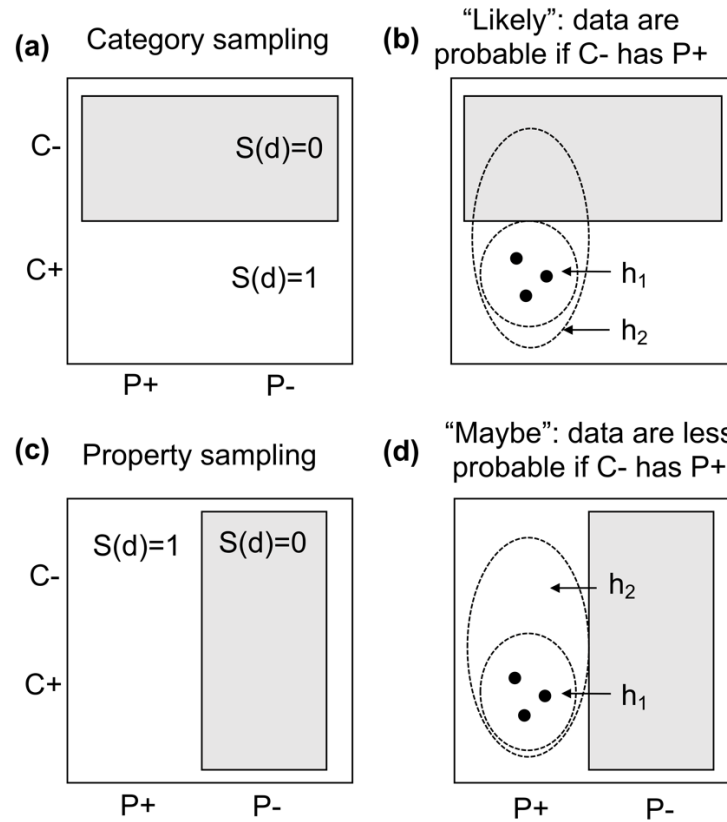 (a) Category sampling
C-
S(d)=0
C+
S(d)=1
P+ P-
(b) “Likely”: data are
probable if C- has P+
h1
h2
(c) Property sampling
S(d)=1 S(d)=0
C-
C+
P+ P-
(d) “Maybe”: data are less
probable if C- has P+
h2
h1
P+ P-